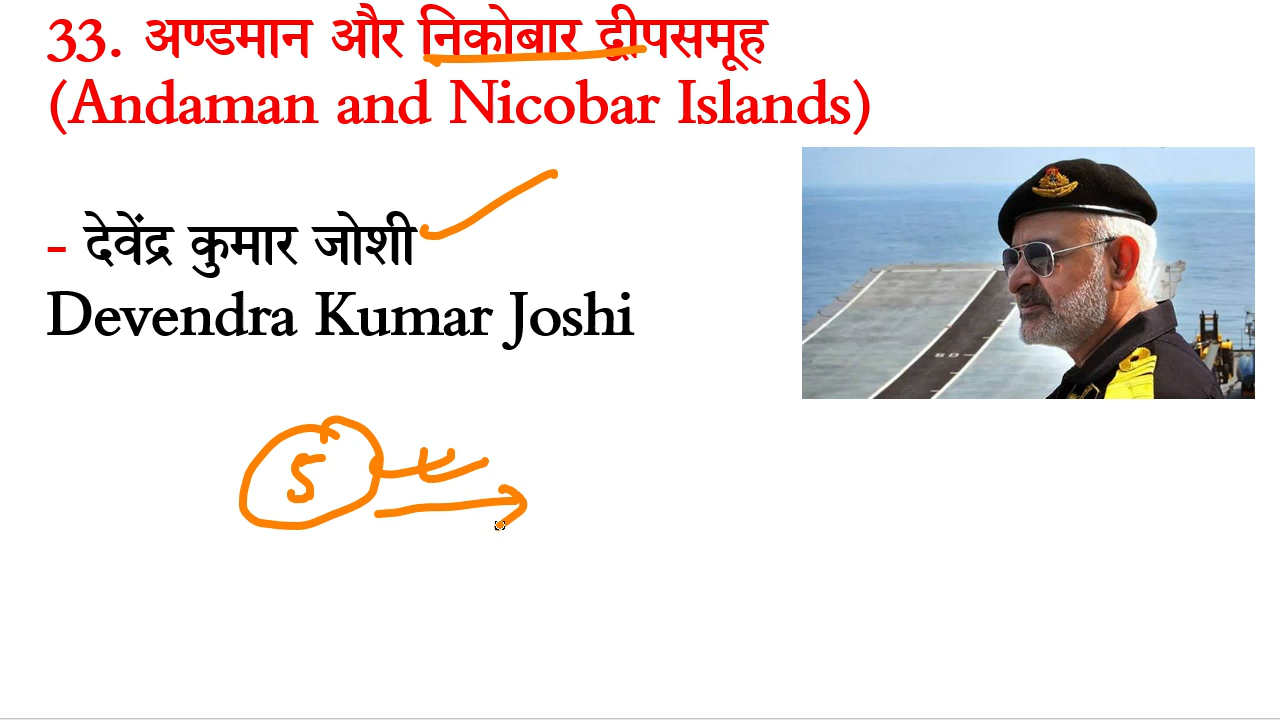 33. अण्डमान और निकोबार द्वीपसमूह
(Andaman and Nicobar Islands)
- देवेंद्र कुमार जोशी
Devendra Kumar Joshi
5